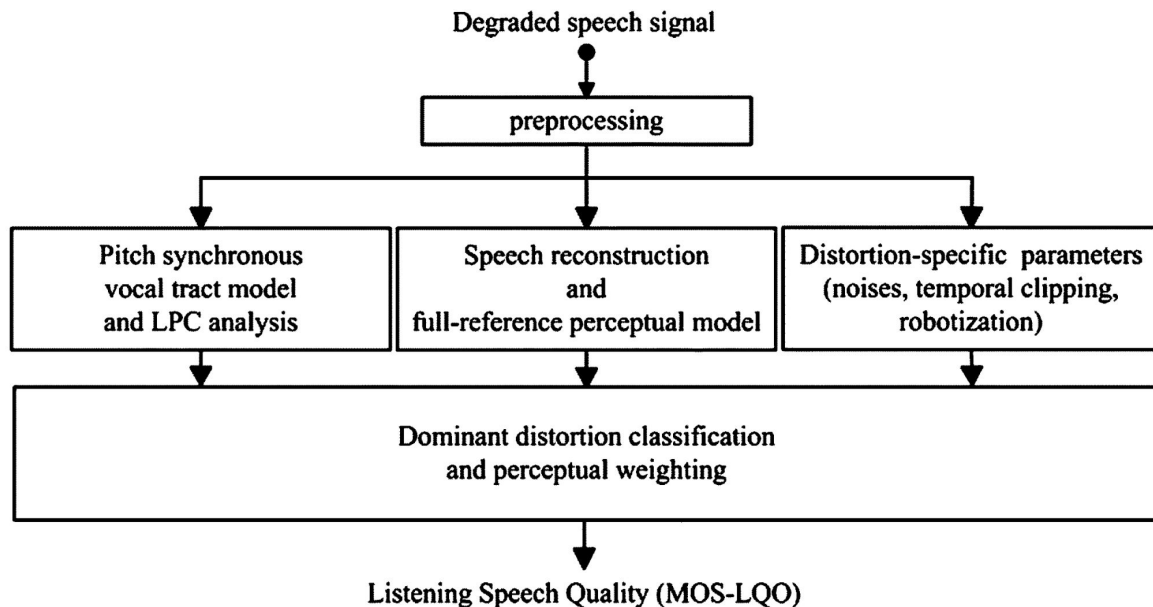 Degraded speech signal
preprocessing
Pitch synchronous
vocal tract model
and LPC analysis
Speech reconstruction
and
full-reference perceptual model
Distortion-specific parameters
(noises, temporal clipping,
robotization)
Dominant distortion classification
and perceptual weighting
Listening Speech Quality (MOS-LQO)